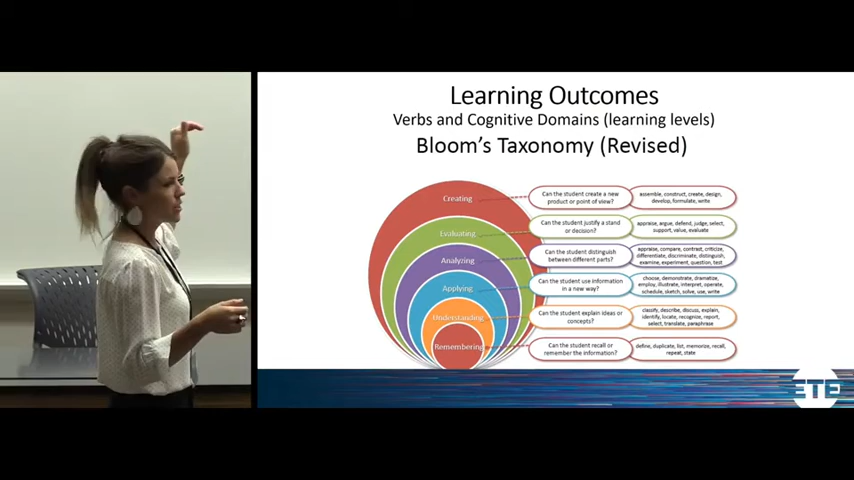 Learning Outcomes
Verbs and Cognitive Domains (learning levels)
Bloom's Taxonomy (Revised)
Creating
Can the student create a new
product or point of view?
assemble, construct, create, design,
develop, formulate, write
Evaluating
Can the student justify a stand
or decision?
appraise, argue, defend, judge, select,
support, value, evaluate
Analyzing
Can the student distinguish
between different parts?
appraise, compare, contrast, criticize,
differentiate, discriminate, distinguish,
examine, experiment, question, test
Applying
Can the student use information
in a new way?
choose, demonstrate, dramatize,
employ, illustrate, interpret, operate,
schedule, sketch, solve, use, write
Understanding
Can the student explain ideas or
concepts?
classify, describe, discuss, explain,
identify, locate, recognize, report,
select, translate, paraphrase
Remembering
Can the student recall or
remember the information?
define, duplicate, list, memorize, recall,
repeat, state
ETE